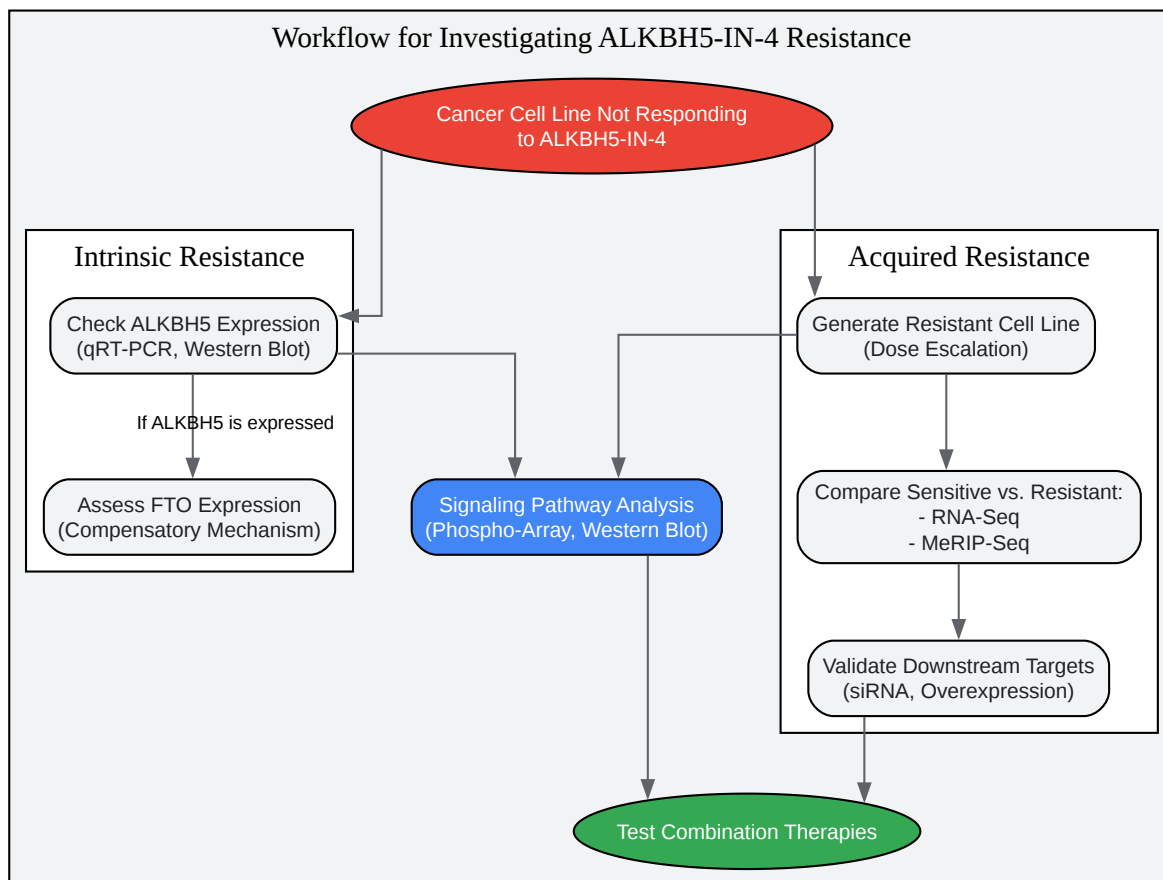 Workflow for Investigating ALKBH5-IN-4 Resistance
Cancer Cell Line Not Responding
to ALKBH5-IN-4
Intrinsic Resistance
Check ALKBH5 Expression
(qRT-PCR, Western Blot)
If ALKBH5 is expressed
Assess FTO Expression
(Compensatory Mechanism)
Signaling Pathway Analysis
(Phospho-Array, Western Blot)
Acquired Resistance
Generate Resistant Cell Line
(Dose Escalation)
Compare Sensitive vs. Resistant:
- RNA-Seq
- MeRIP-Seq
Validate Downstream Targets
(siRNA, Overexpression)
Test Combination Therapies